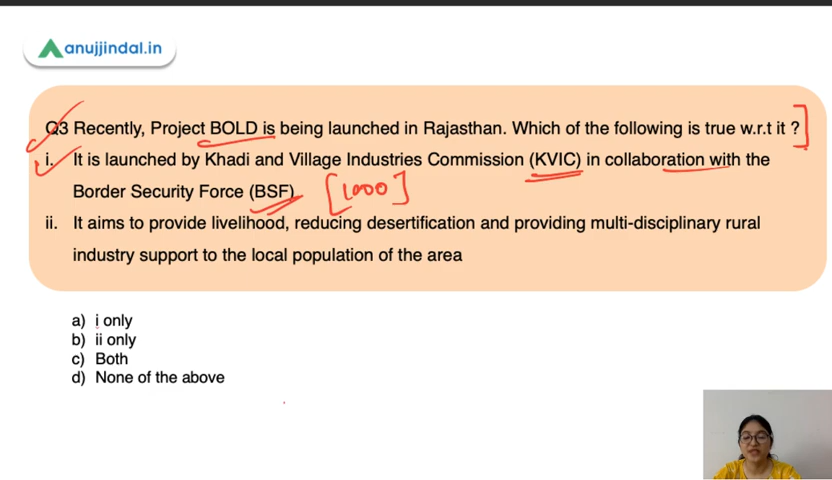 anujjindal.in
Q3 Recently, Project BOLD is being launched in Rajasthan. Which of the following is true w.r.t it ?
i. It is launched by Khadi and Village Industries Commission (KVIC) in collaboration with the
Border Security Force (BSF) [1000]
ii. It aims to provide livelihood, reducing desertification and providing multi-disciplinary rural
industry support to the local population of the area
a) i only
b) ii only
c) Both
d) None of the above